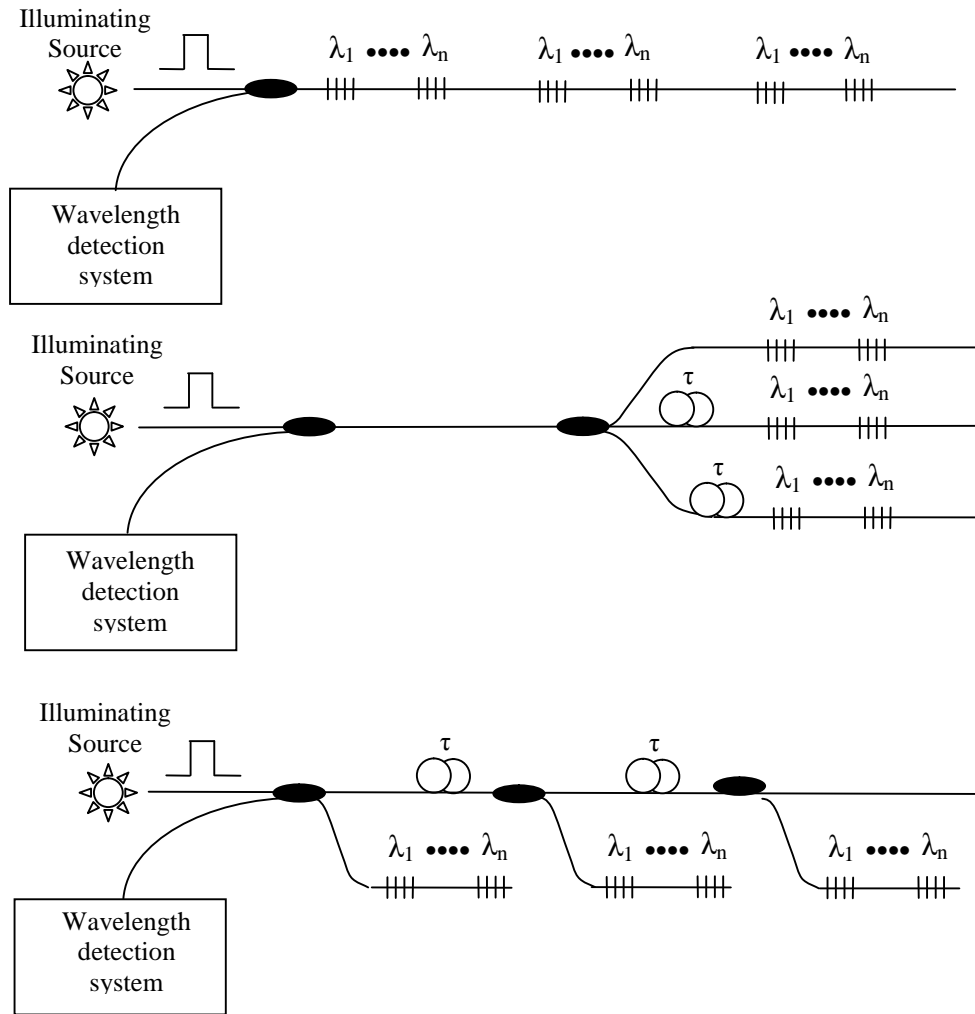 Illuminating
Source
λ1 •••• λn λ1 •••• λn λ1 •••• λn
Wavelength
detection
system
λ1 •••• λn
Illuminating
Source
τ
λ1 •••• λn
τ
λ1 •••• λn
Wavelength
detection
system
Illuminating
Source
τ τ
λ1 •••• λn λ1 •••• λn λ1 •••• λn
Wavelength
detection
system